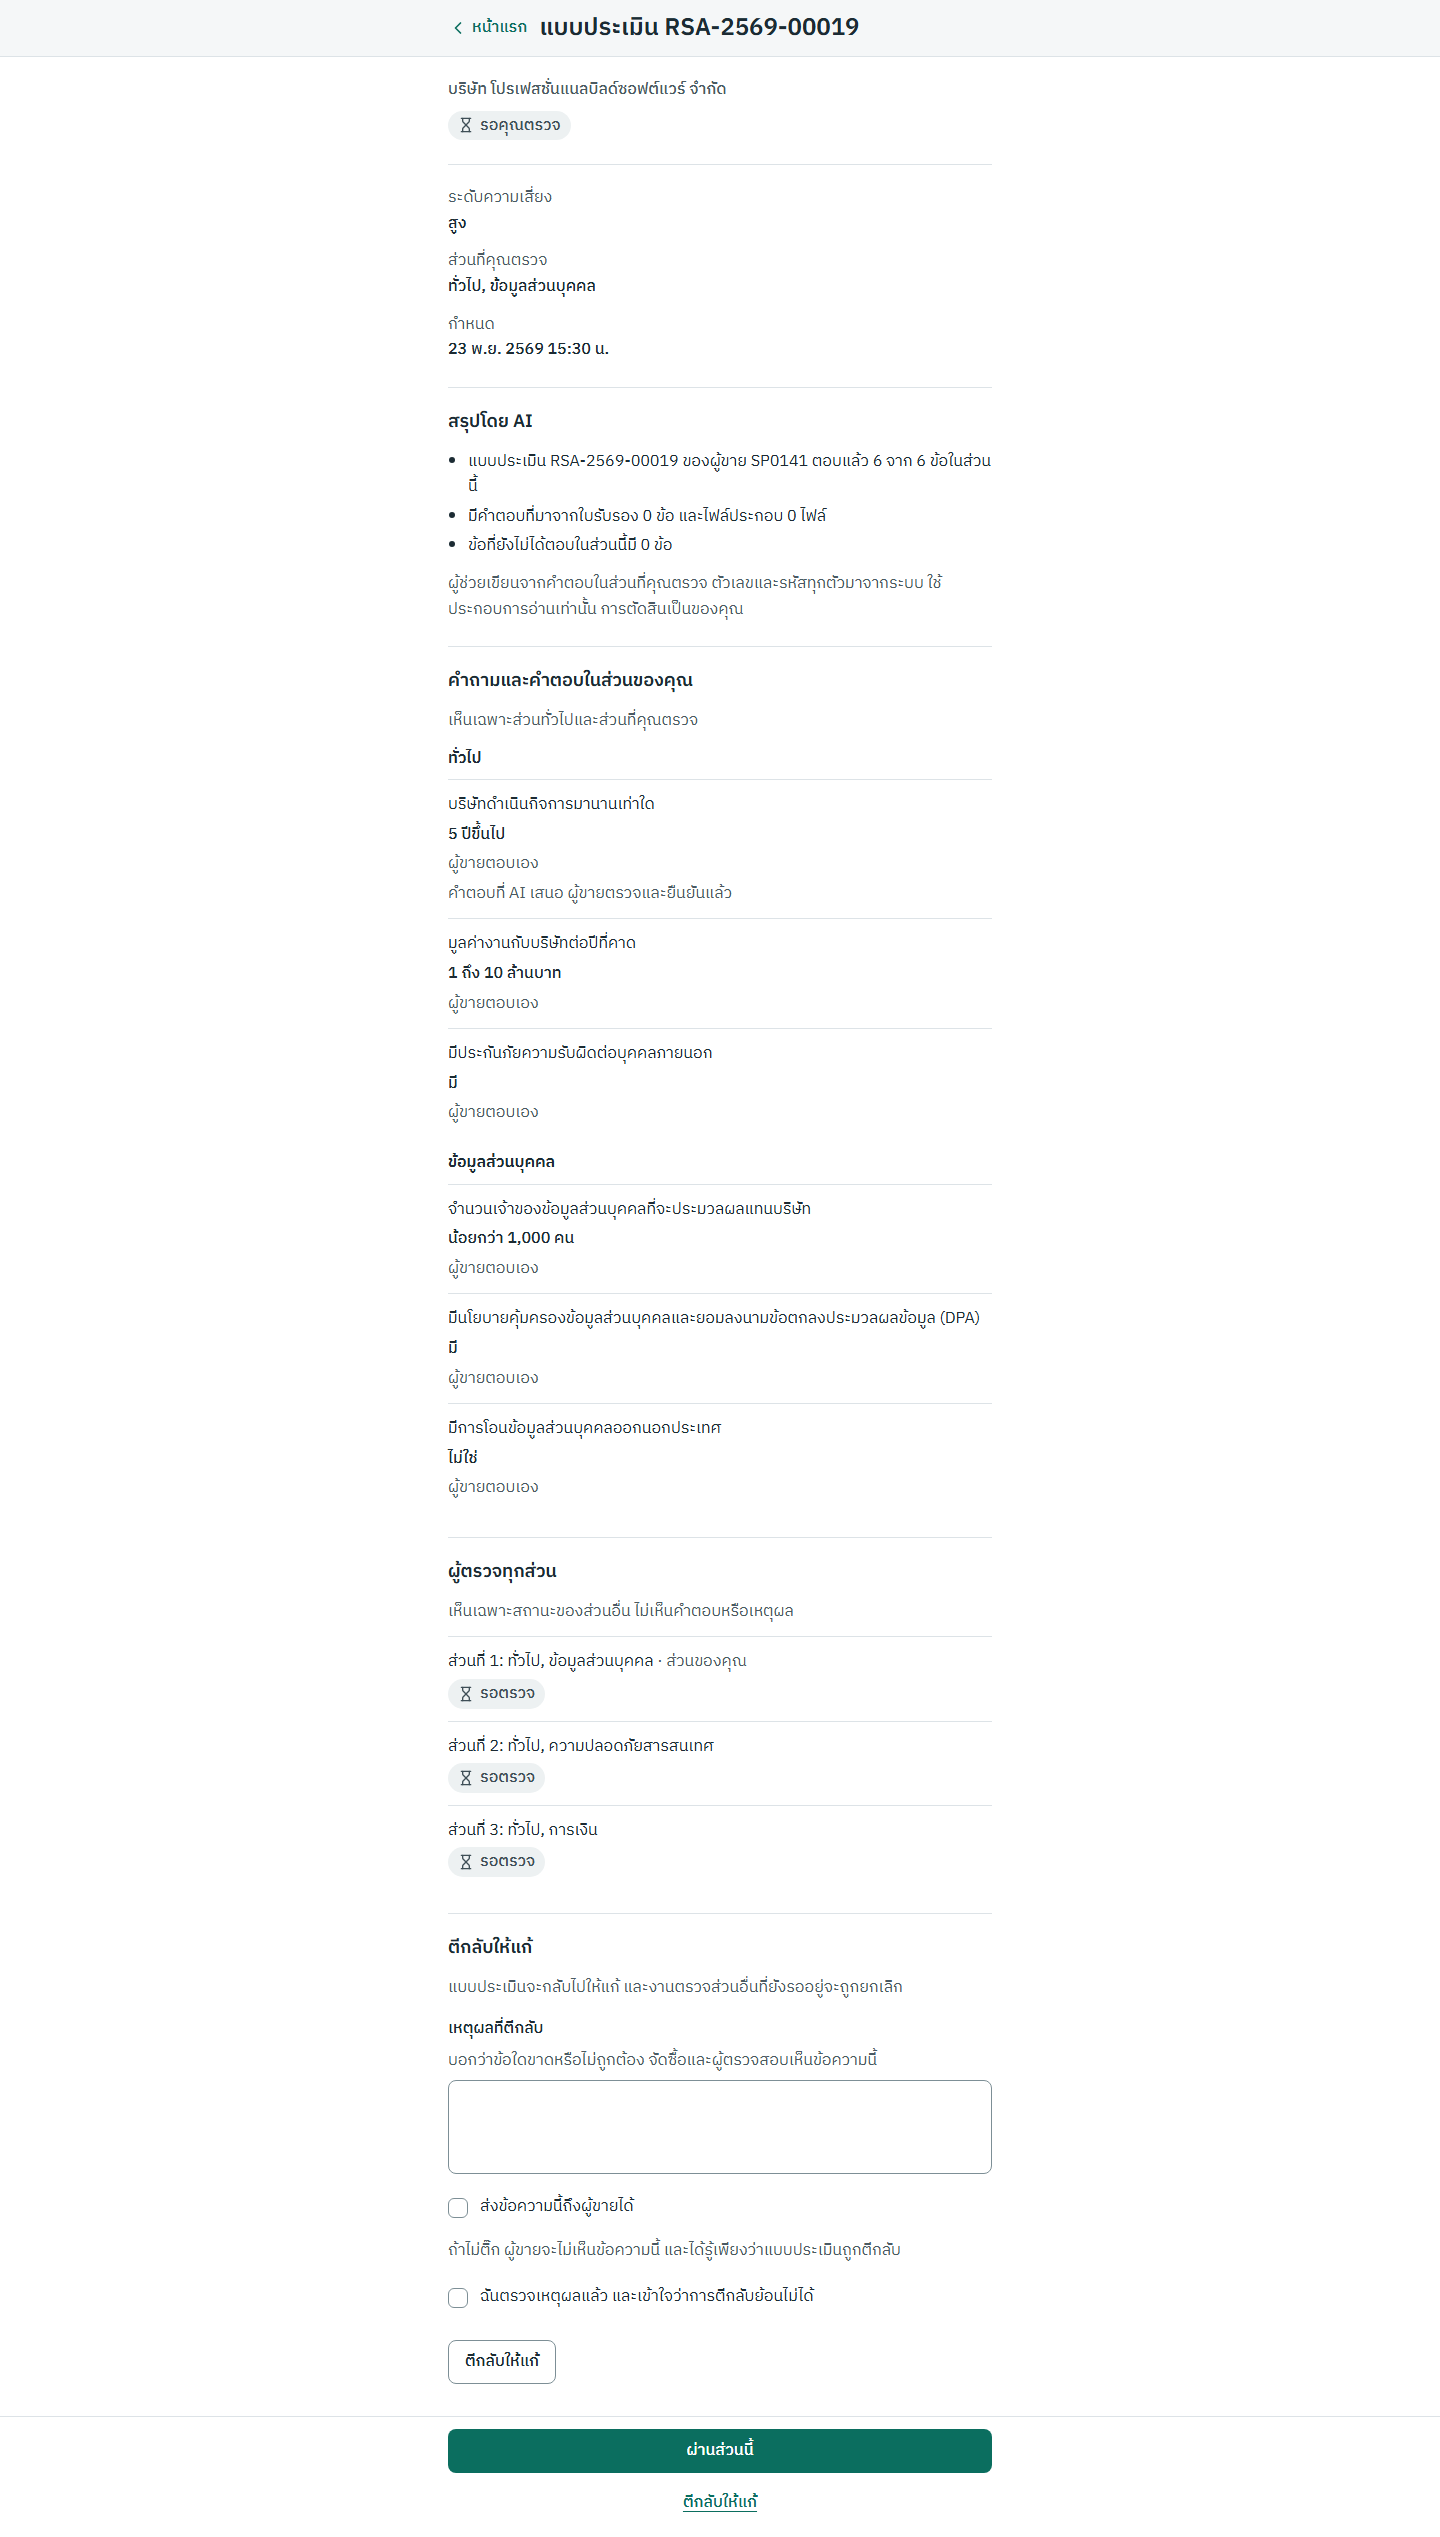 หน้าแรก
แบบประเมิน RSA-2569-00019
บริษัท โปรเฟสชั่นแนลบิลด์ซอฟต์แวร์ จำกัด
รอคุณตรวจ
ระดับความเสี่ยง
สูง
ส่วนที่คุณตรวจ
ทั่วไป, ข้อมูลส่วนบุคคล
กำหนด
23 พ.ย. 2569 15:30 น.
สรุปโดย AI
• แบบประเมิน RSA-2569-00019 ของผู้ขาย SP0141 ตอบแล้ว 6 จาก 6 ข้อในส่วน
นี้
• มีคำตอบที่มาจากใบรับรอง 0 ข้อ และไฟล์ประกอบ 0 ไฟล์
• ข้อที่ยังไม่ได้ตอบในส่วนนี้มี 0 ข้อ
ผู้ช่วยเขียนจากคำตอบในส่วนที่คุณตรวจ ตัวเลขและรหัสทุกตัวมาจากระบบ ใช้
ประกอบการอ่านเท่านั้น การตัดสินเป็นของคุณ
คำถามและคำตอบในส่วนของคุณ
เห็นเฉพาะส่วนทั่วไปและส่วนที่คุณตรวจ
ทั่วไป
บริษัทดำเนินกิจการมานานเท่าใด
5 ปีขึ้นไป
ผู้ขายตอบเอง
คำตอบที่ AI เสนอ ผู้ขายตรวจและยืนยันแล้ว
มูลค่างานกับบริษัทต่อปีที่คาด
1 ถึง 10 ล้านบาท
ผู้ขายตอบเอง
มีประกันภัยความรับผิดต่อบุคคลภายนอก
มี
ผู้ขายตอบเอง
ข้อมูลส่วนบุคคล
จำนวนเจ้าของข้อมูลส่วนบุคคลที่จะประมวลผลแทนบริษัท
น้อยกว่า 1,000 คน
ผู้ขายตอบเอง
มีนโยบายคุ้มครองข้อมูลส่วนบุคคลและยอมลงนามข้อตกลงประมวลผลข้อมูล (DPA)
มี
ผู้ขายตอบเอง
มีการโอนข้อมูลส่วนบุคคลออกนอกประเทศ
ไม่ใช่
ผู้ขายตอบเอง
ผู้ตรวจทุกส่วน
เห็นเฉพาะสถานะของส่วนอื่น ไม่เห็นคำตอบหรือเหตุผล
ส่วนที่ 1: ทั่วไป, ข้อมูลส่วนบุคคล · ส่วนของคุณ
รอตรวจ
ส่วนที่ 2: ทั่วไป, ความปลอดภัยสารสนเทศ
รอตรวจ
ส่วนที่ 3: ทั่วไป, การเงิน
รอตรวจ
ตีกลับให้แก้
แบบประเมินจะกลับไปให้แก้ และงานตรวจส่วนอื่นที่ยังรออยู่จะถูกยกเลิก
เหตุผลที่ตีกลับ
บอกว่าข้อใดขาดหรือไม่ถูกต้อง จัดซื้อและผู้ตรวจสอบเห็นข้อความนี้
ส่งข้อความนี้ถึงผู้ขายได้
ถ้าไม่ติ๊ก ผู้ขายจะไม่เห็นข้อความนี้ และได้รู้เพียงว่าแบบประเมินถูกตีกลับ
ฉันตรวจเหตุผลแล้ว และเข้าใจว่าการตีกลับย้อนไม่ได้
ตีกลับให้แก้
ผ่านส่วนนี้
ตีกลับให้แก้